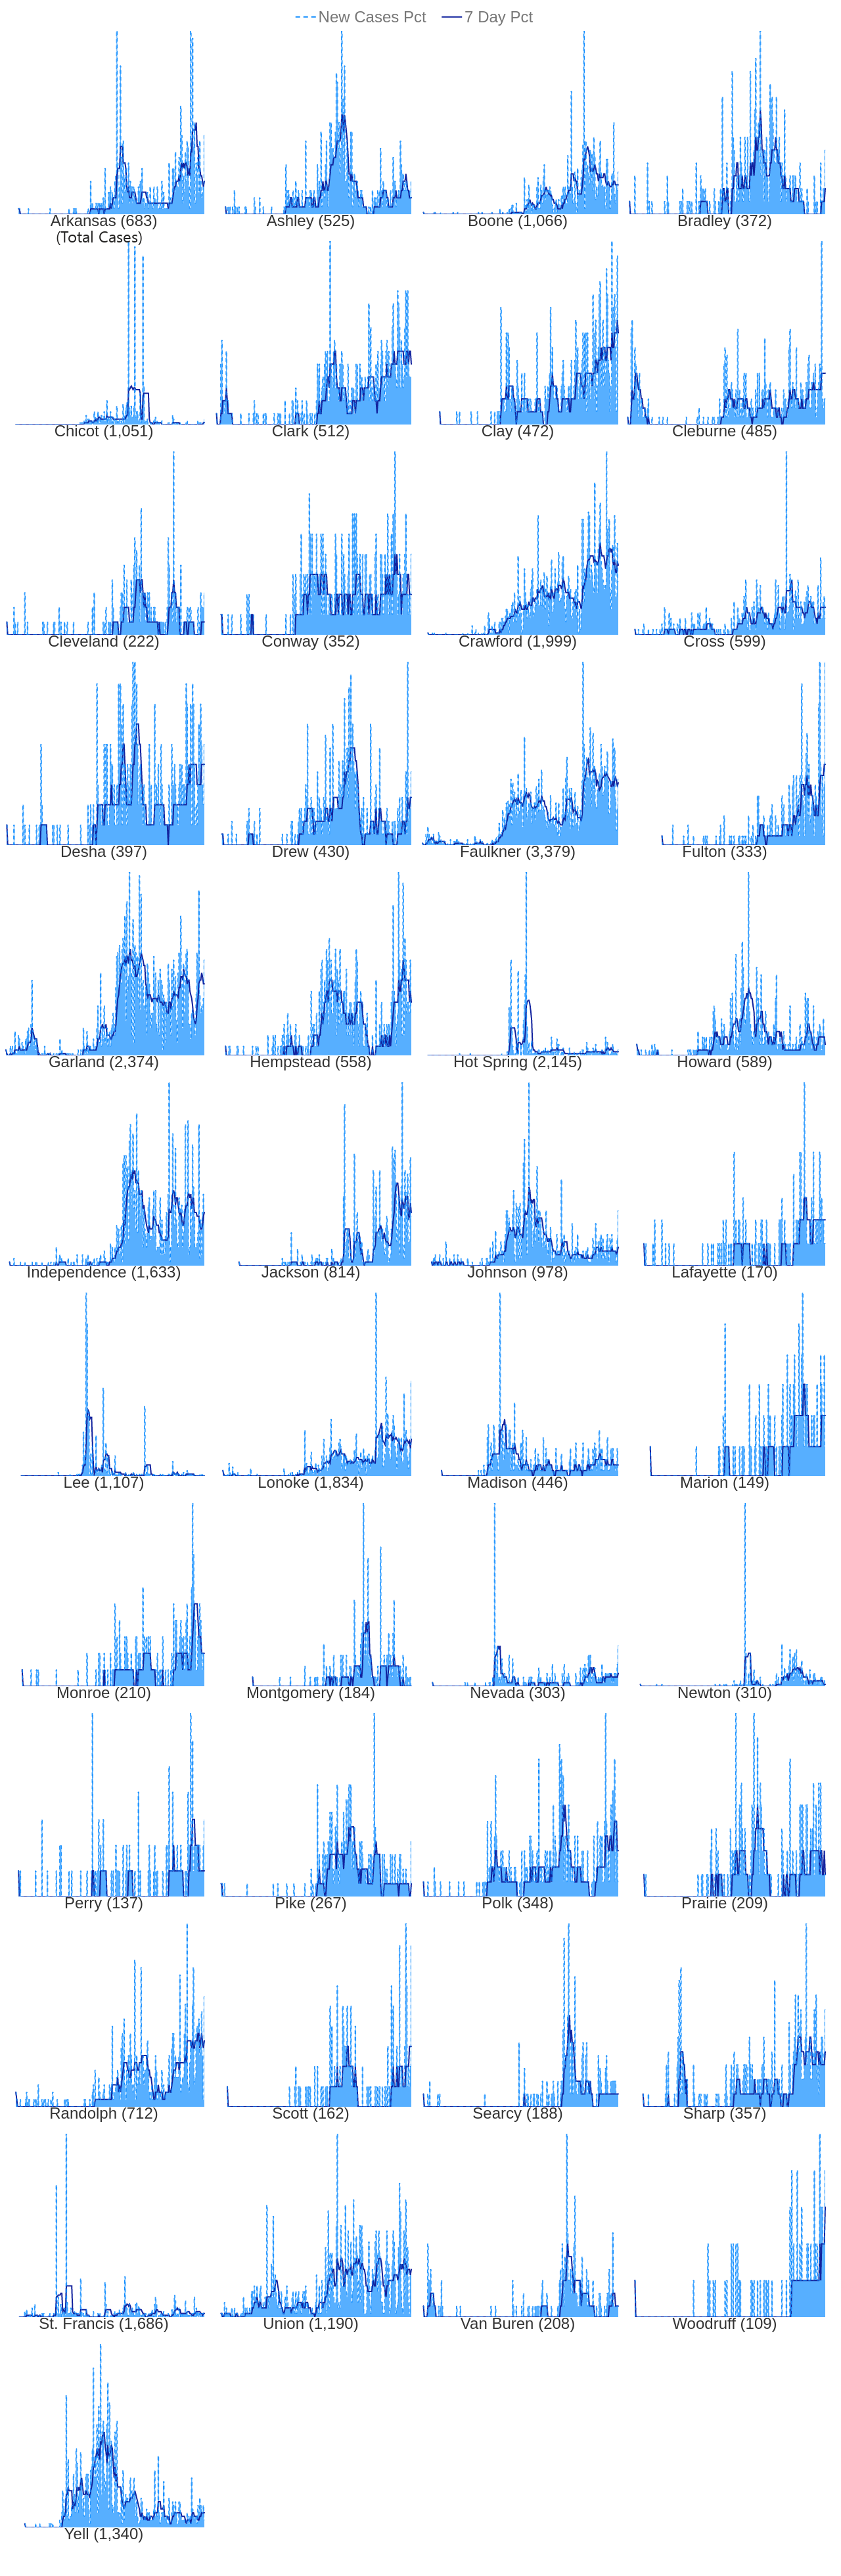 New Cases Pct 7 Day Pct
Arkansas (683) Ashley (525) Boone (1,066) Bradley (372)
(Total Cases)
Chicot (1,051) Clark (512) Clay (472) Cleburne (485)
Cleveland (222) Conway (352) Crawford (1,999) Cross (599)
Desha (397) Drew (430) Faulkner (3,379) Fulton (333)
Garland (2,374) Hempstead (558) Hot Spring (2,145) Howard (589)
Independence (1,633) Jackson (814) Johnson (978) Lafayette (170)
Lee (1,107) Lonoke (1,834) Madison (446) Marion (149)
Monroe (210) Montgomery (184) Nevada (303) Newton (310)
Perry (137) Pike (267) Polk (348) Prairie (209)
Randolph (712) Scott (162) Searcy (188) Sharp (357)
St. Francis (1,686) Union (1,190) Van Buren (208) Woodruff (109)
Yell (1,340)